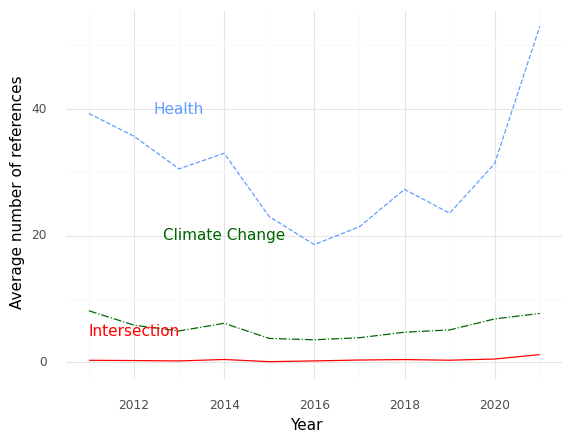 Average number of references
40
20
0
Health
Climate Change
Intersection
2012
2014
2016
2018
2020
Year